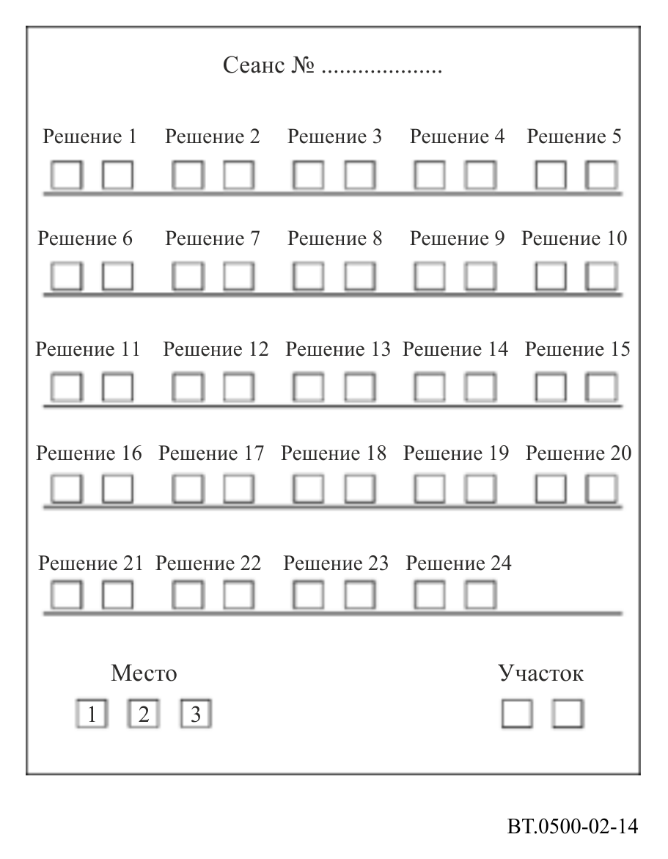 Сеанс № ....................
Решение 1 Решение 2 Решение 3 Решение 4 Решение 5
Решение 6 Решение 7 Решение 8 Решение 9 Решение 10
Решение 11 Решение 12 Решение 13 Решение 14 Решение 15
Решение 16 Решение 17 Решение 18 Решение 19 Решение 20
Решение 21 Решение 22 Решение 23 Решение 24
Место Участок
1 2 3
ВТ.0500-02-14